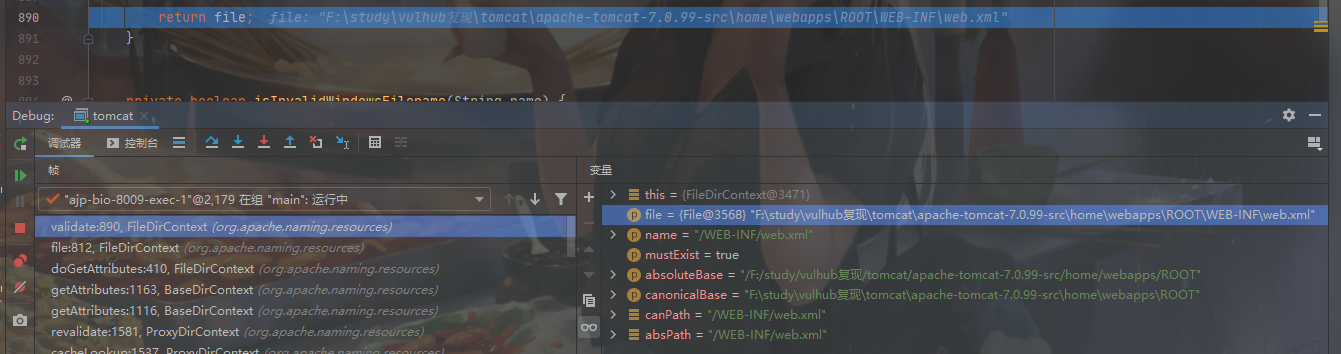 890 return file; file: "F:\study\vulhub复现\tomcat\apache-tomcat-7.0.99-src\home\webapps\ROOT\WEB-INF\web.xml"
891 }
892
893
private boolean isInvalidWindowsFilename(String name) {
Debug: tomcat
调试器 控制台
帧
变量
"ajp-bio-8009-exec-1"@2,179 在组 "main": 运行中
validate:890, FileDirContext (org.apache.naming.resources)
file:812, FileDirContext (org.apache.naming.resources)
doGetAttributes:410, FileDirContext (org.apache.naming.resources)
getAttributes:1163, BaseDirContext (org.apache.naming.resources)
getAttributes:1116, BaseDirContext (org.apache.naming.resources)
revalidate:1581, ProxyDirContext (org.apache.naming.resources)
cacheLookup:1537, ProxyDirContext (org.apache.naming.resources)
this = {FileDirContext@3471}
file = {File@3568} "F:\study\vulhub复现\tomcat\apache-tomcat-7.0.99-src\home\webapps\ROOT\WEB-INF\web.xml"
name = "/WEB-INF/web.xml"
mustExist = true
absoluteBase = "/F:/study/vulhub复现/tomcat/apache-tomcat-7.0.99-src/home/webapps/ROOT"
canonicalBase = "F:\study\vulhub复现\tomcat\apache-tomcat-7.0.99-src\home\webapps\ROOT"
canPath = "/WEB-INF/web.xml"
absPath = "/WEB-INF/web.xml"